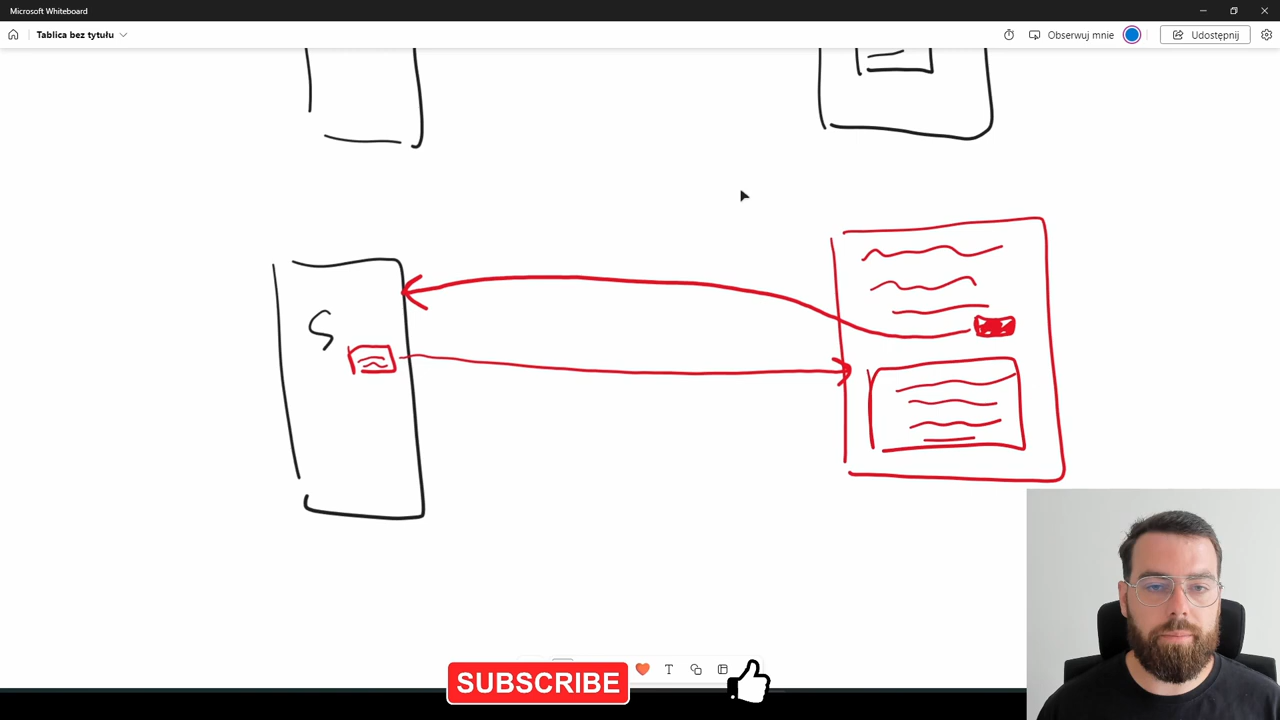 Microsoft Whiteboard
Tablica bez tytułu
Obserwuj mnie
Udostępnij
S
T
SUBSCRIBE